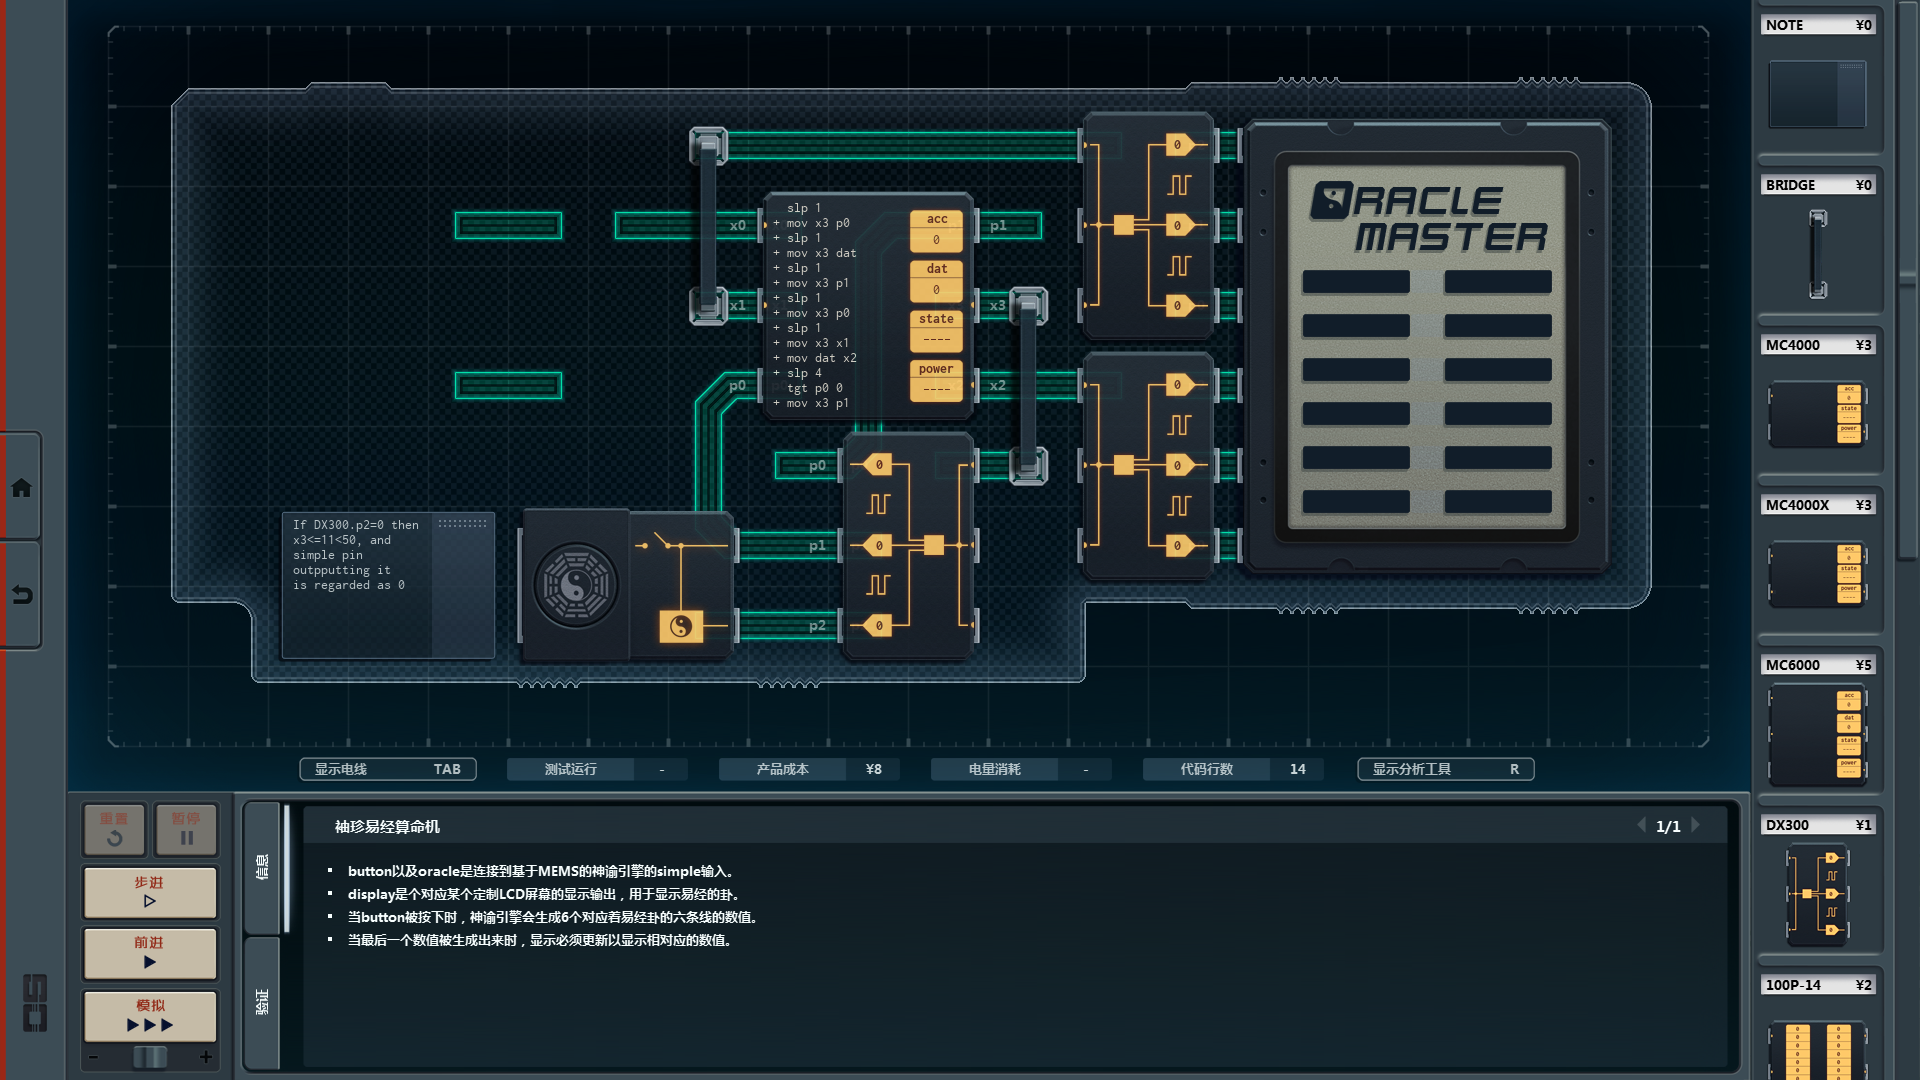 NOTE ¥0
BRIDGE ¥0
MC4000 ¥3
MC4000X ¥3
MC6000 ¥5
DX300 ¥1
100P-14 ¥2
x0
x1
p0
p1
x3
x2
slp 1
+ mov x3 p0
+ slp 1
+ mov x3 dat
+ slp 1
+ mov x3 p1
+ slp 1
+ mov x3 p0
+ slp 1
+ mov x3 x1
+ mov dat x2
+ slp 4
tgt p0 0
+ mov x3 p1
acc
0
dat
0
state
----
power
----
p0
p1
p2
0
0
0
0
0
0
0
0
0
ORACLE
MASTER
If DX300.p2=0 then
x3<=11<50, and
simple pin
outpputting it
is regarded as 0
显示电线 TAB
测试运行 -
产品成本 ¥8
电量消耗 -
代码行数 14
显示分析工具 R
重置
暂停
步进
前进
模拟
- +
信息
验证
袖珍易经算命机
1/1
▪ button以及oracle是连接到基于MEMS的神谕引擎的simple输入。
▪ display是个对应某个定制LCD屏幕的显示输出，用于显示易经的卦。
▪ 当button被按下时，神谕引擎会生成6个对应着易经卦的六条线的数值。
▪ 当最后一个数值被生成出来时，显示必须更新以显示相对应的数值。